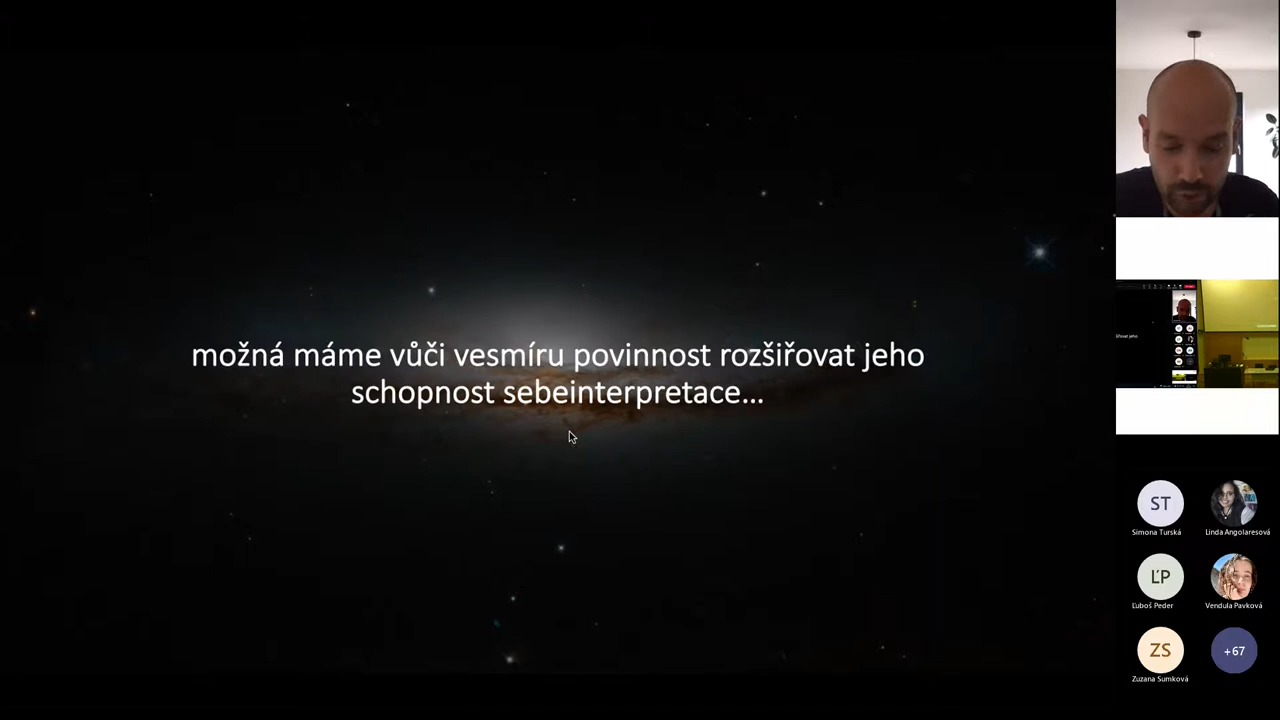 možná máme vůči vesmíru povinnost rozšiřovat jeho
schopnost sebeinterpretace...
ST
Simona Turská
Linda Angolaresová
ĽP
Ľuboš Peder
Vendula Pavková
ZS
Zuzana Sumková
+67